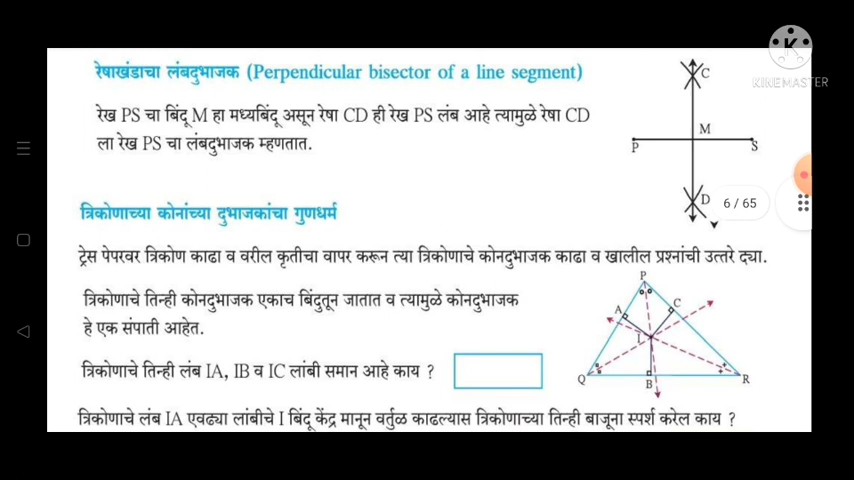 रेषाखंडाचा लंबदुभाजक (Perpendicular bisector of a line segment)
रेख PS चा बिंदू M हा मध्यबिंदू असून रेषा CD ही रेख PS लंब आहे त्यामुळे रेषा CD
ला रेख PS चा लंबदुभाजक म्हणतात.
C
M
P
S
D
K
KINEMASTER
6 / 65
त्रिकोणाच्या कोनांच्या दुभाजकांचा गुणधर्म
ट्रेस पेपरवर त्रिकोण काढा व वरील कृतीचा वापर करून त्या त्रिकोणाचे कोनदुभाजक काढा व खालील प्रश्नांची उत्तरे द्या.
त्रिकोणाचे तिन्ही कोनदुभाजक एकाच बिंदुतून जातात व त्यामुळे कोनदुभाजक
हे एक संपाती आहेत.
त्रिकोणाचे तिन्ही लंब IA, IB व IC लांबी समान आहे काय ?
P
A
C
I
Q
B
R
त्रिकोणाचे लंब IA एवढ्या लांबीचे I बिंदू केंद्र मानून वर्तुळ काढल्यास त्रिकोणाच्या तिन्ही बाजूना स्पर्श करेल काय ?